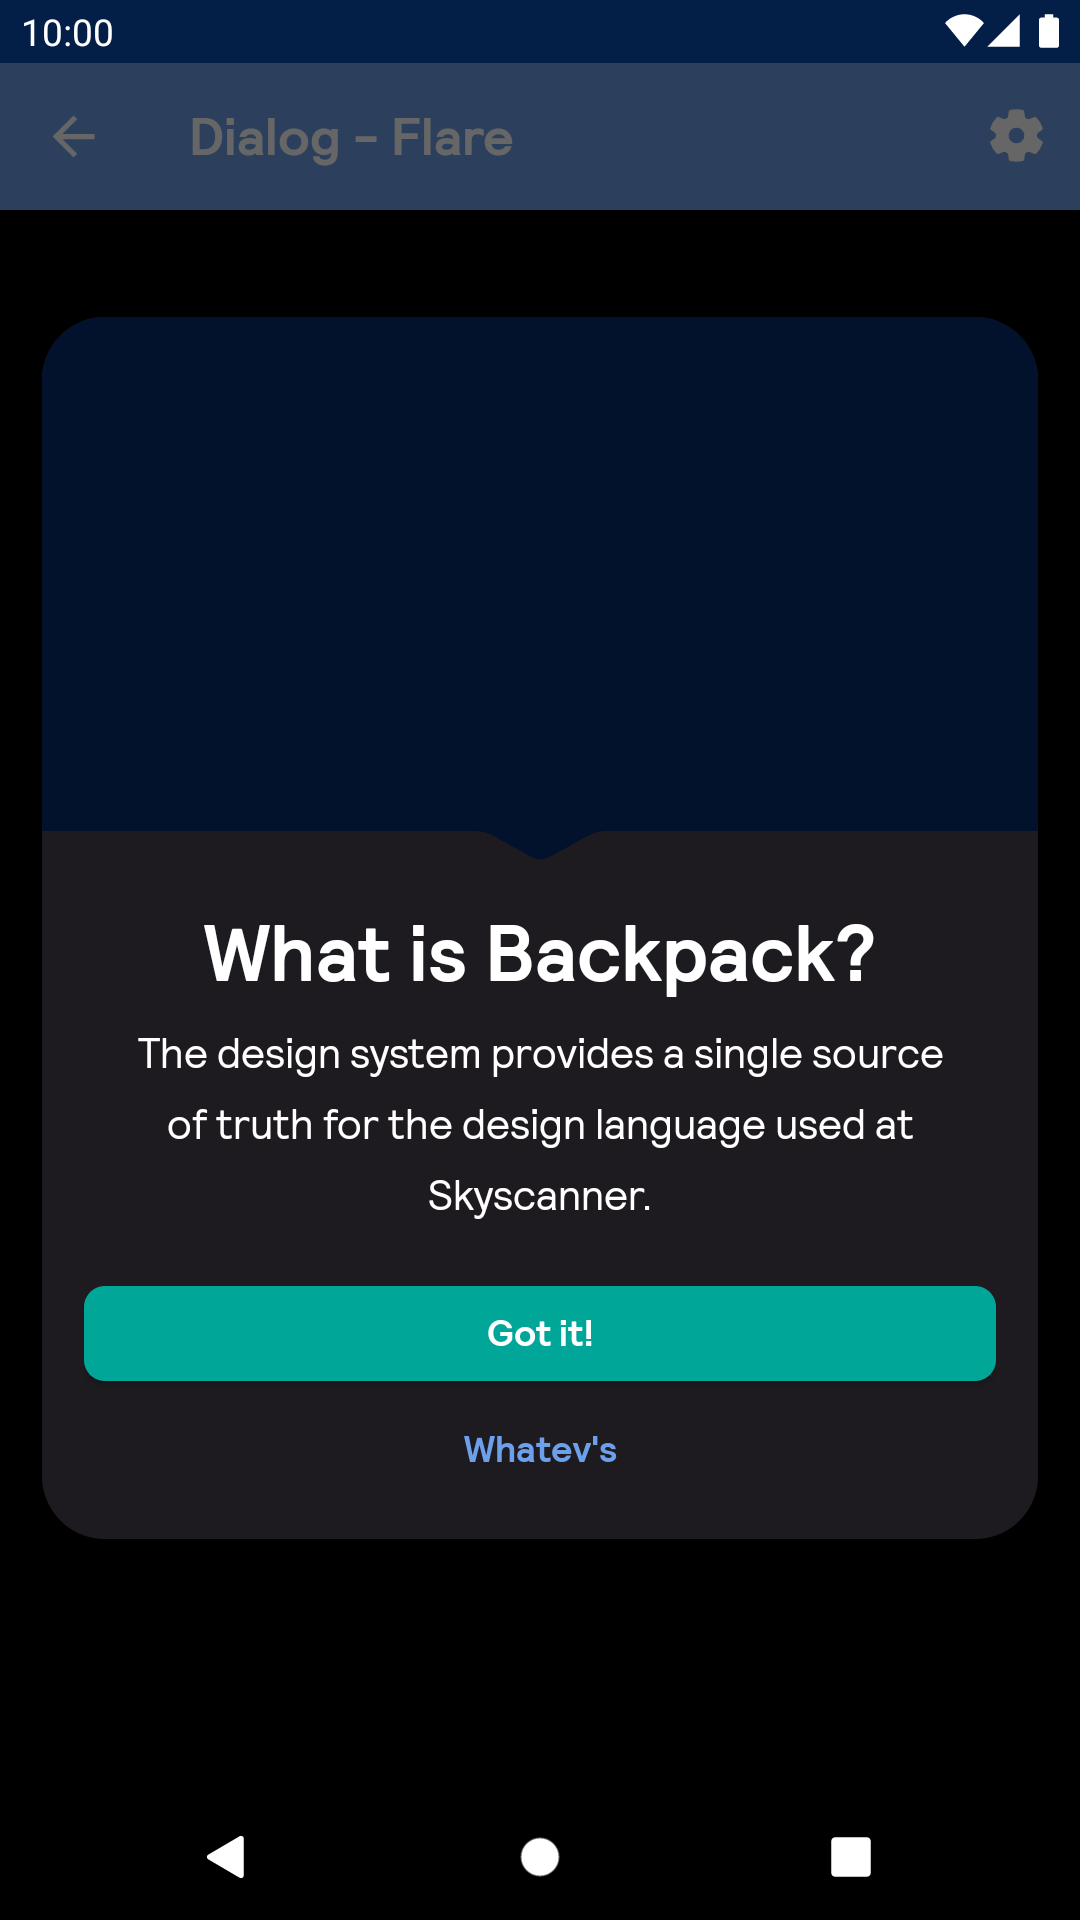 10:00
Dialog - Flare
What is Backpack?
The design system provides a single source
of truth for the design language used at
Skyscanner.
Got it!
Whatev's